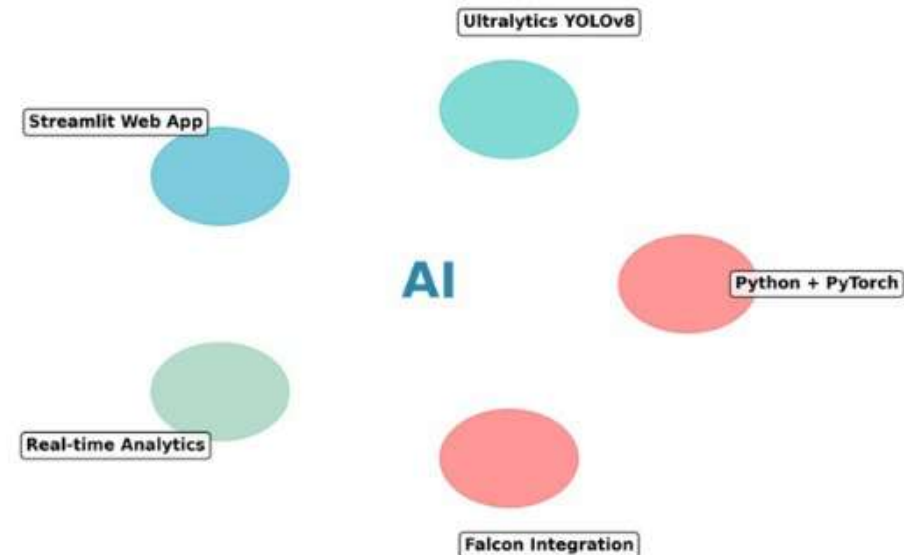 Ultralytics YOLOv8
Streamlit Web App
AI
Python + PyTorch
Real-time Analytics
Falcon Integration